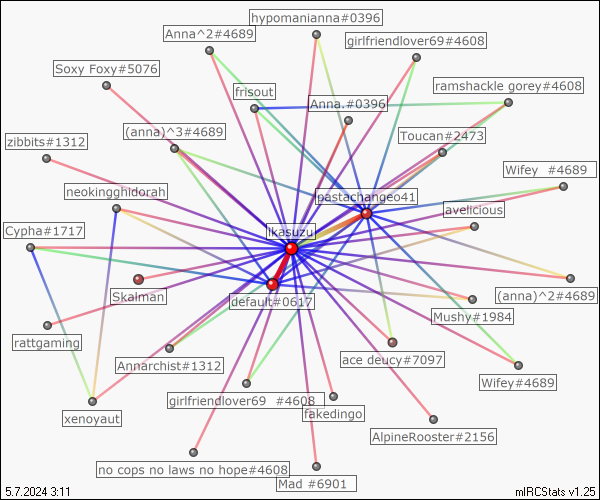 hypomanianna#0396
Anna^2#4689
girlfriendlover69#4608
Soxy Foxy#5076
frisout
ramshackle gorey#4608
Anna.#0396
(anna)^3#4689
Toucan#2473
zibbits#1312
Wifey #4689
neokingghidorah
pastachangeo41
avelicious
Cypha#1717
ikasuzu
Skalman
default#0617
(anna)^2#4689
Mushy#1984
rattgaming
Annarchist#1312
ace deucy#7097
Wifey#4689
girlfriendlover69 #4608
xenoyaut
fakedingo
AlpineRooster#2156
no cops no laws no hope#4608
Mad #6901
5.7.2024 3:11
mIRCStats v1.25